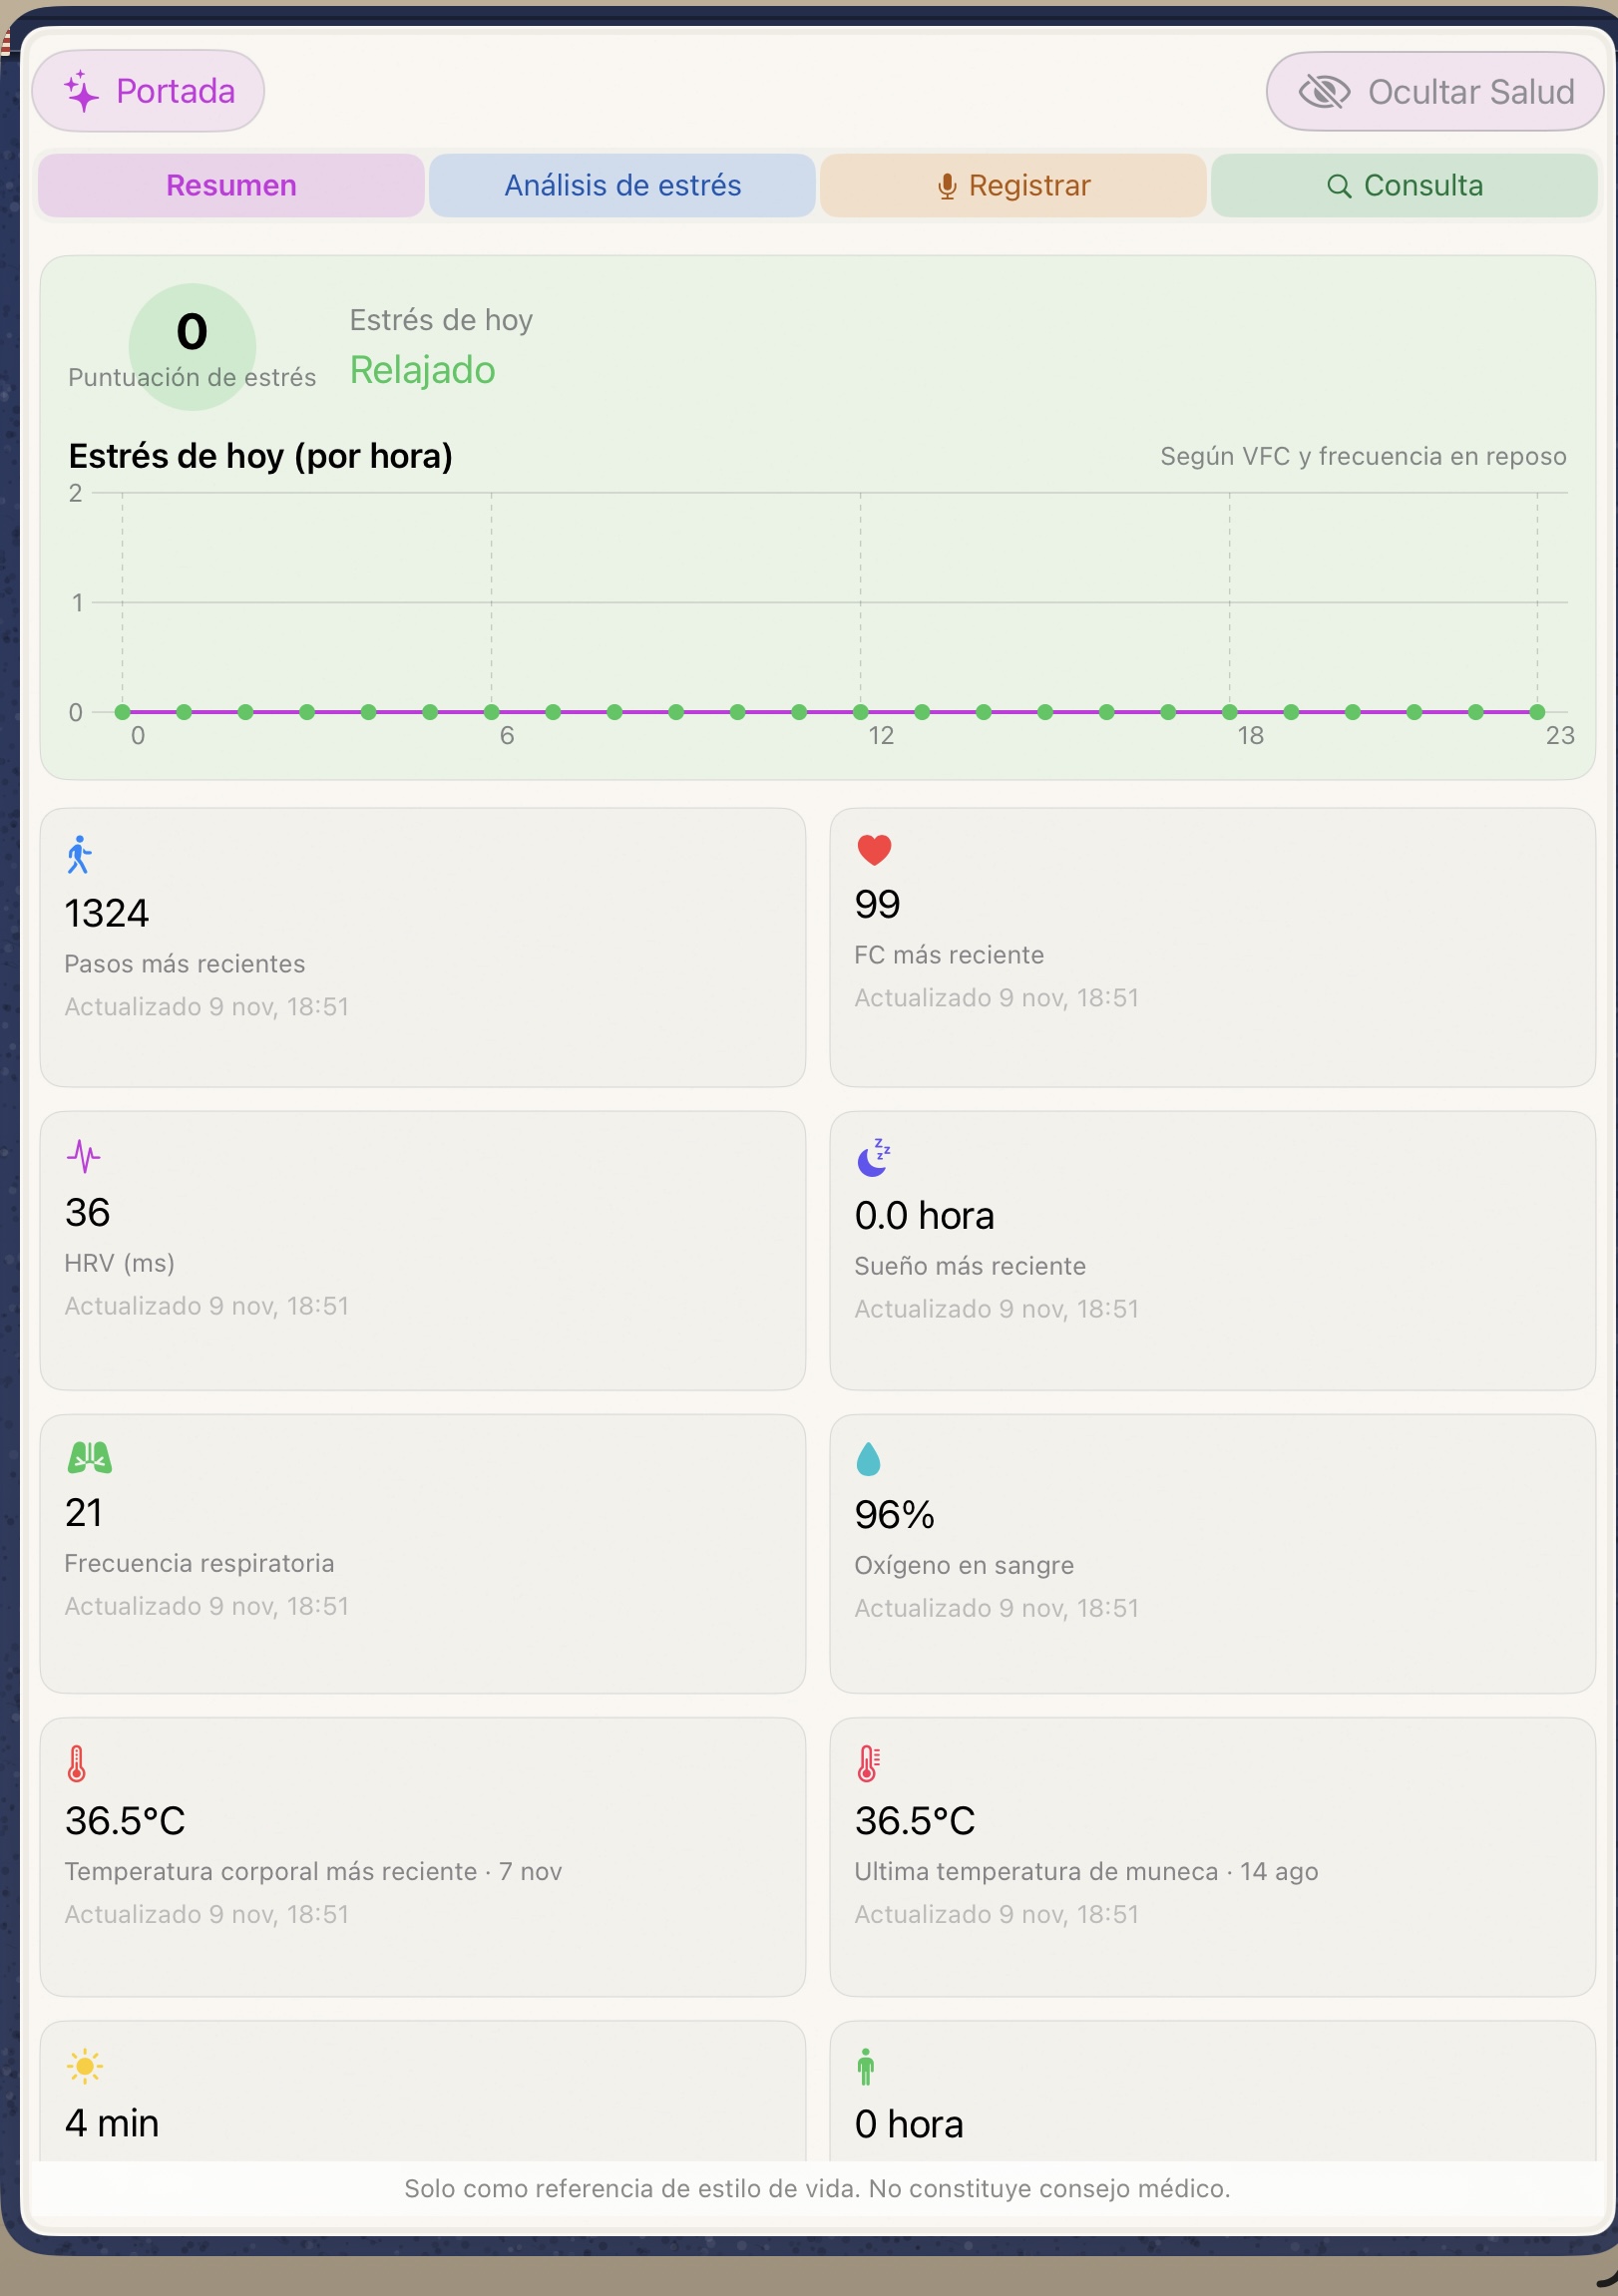 Portada
Ocultar Salud
Resumen
Análisis de estrés
Registrar
Consulta
0
Puntuación de estrés
Estrés de hoy
Relajado
Estrés de hoy (por hora)
Según VFC y frecuencia en reposo
2
1
0
0 6 12 18 23
1324
Pasos más recientes
Actualizado 9 nov, 18:51
99
FC más reciente
Actualizado 9 nov, 18:51
36
HRV (ms)
Actualizado 9 nov, 18:51
0.0 hora
Sueño más reciente
Actualizado 9 nov, 18:51
21
Frecuencia respiratoria
Actualizado 9 nov, 18:51
96%
Oxígeno en sangre
Actualizado 9 nov, 18:51
36.5°C
Temperatura corporal más reciente · 7 nov
Actualizado 9 nov, 18:51
36.5°C
Ultima temperatura de muneca · 14 ago
Actualizado 9 nov, 18:51
4 min
0 hora
Solo como referencia de estilo de vida. No constituye consejo médico.